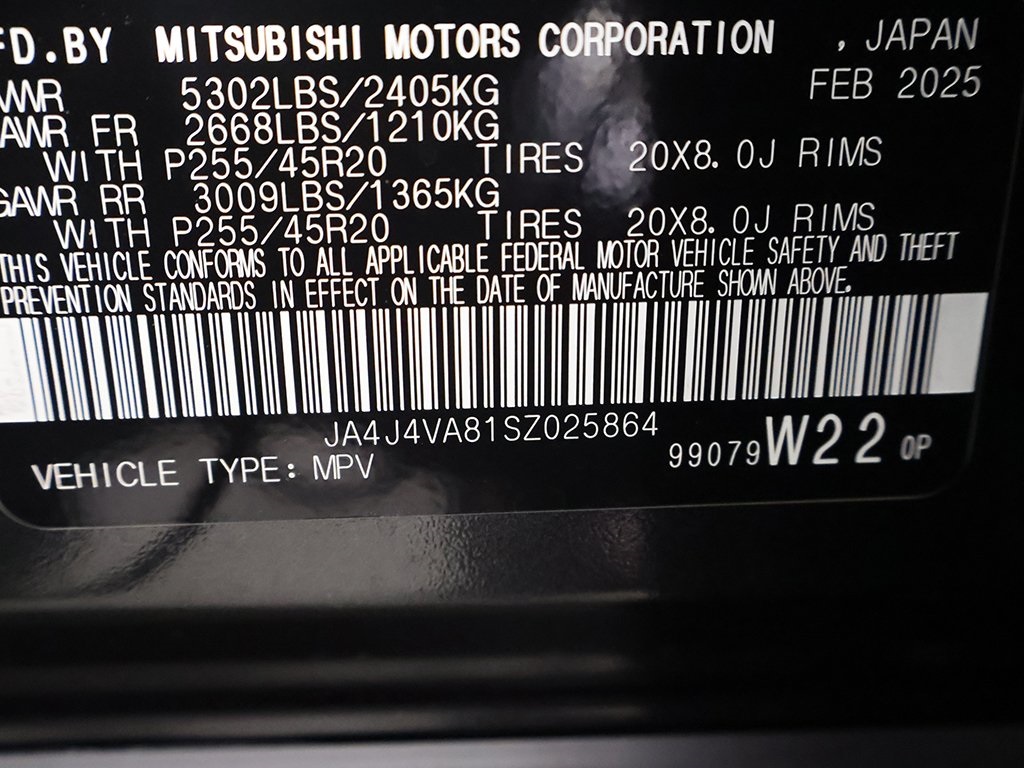 FD.BY MITSUBISHI MOTORS CORPORATION , JAPAN
VWR 5302LBS/2405KG FEB 2025
AWR FR 2668LBS/1210KG
WITH P255/45R20 TIRES 20X8.0J RIMS
GAWR RR 3009LBS/1365KG
WITH P255/45R20 TIRES 20X8.0J RIMS
THIS VEHICLE CONFORMS TO ALL APPLICABLE FEDERAL MOTOR VEHICLE SAFETY AND THEFT
PREVENTION STANDARDS IN EFFECT ON THE DATE OF MANUFACTURE SHOWN ABOVE.
JA4J4VA81SZ025864
VEHICLE TYPE: MPV 99079 W22 0P